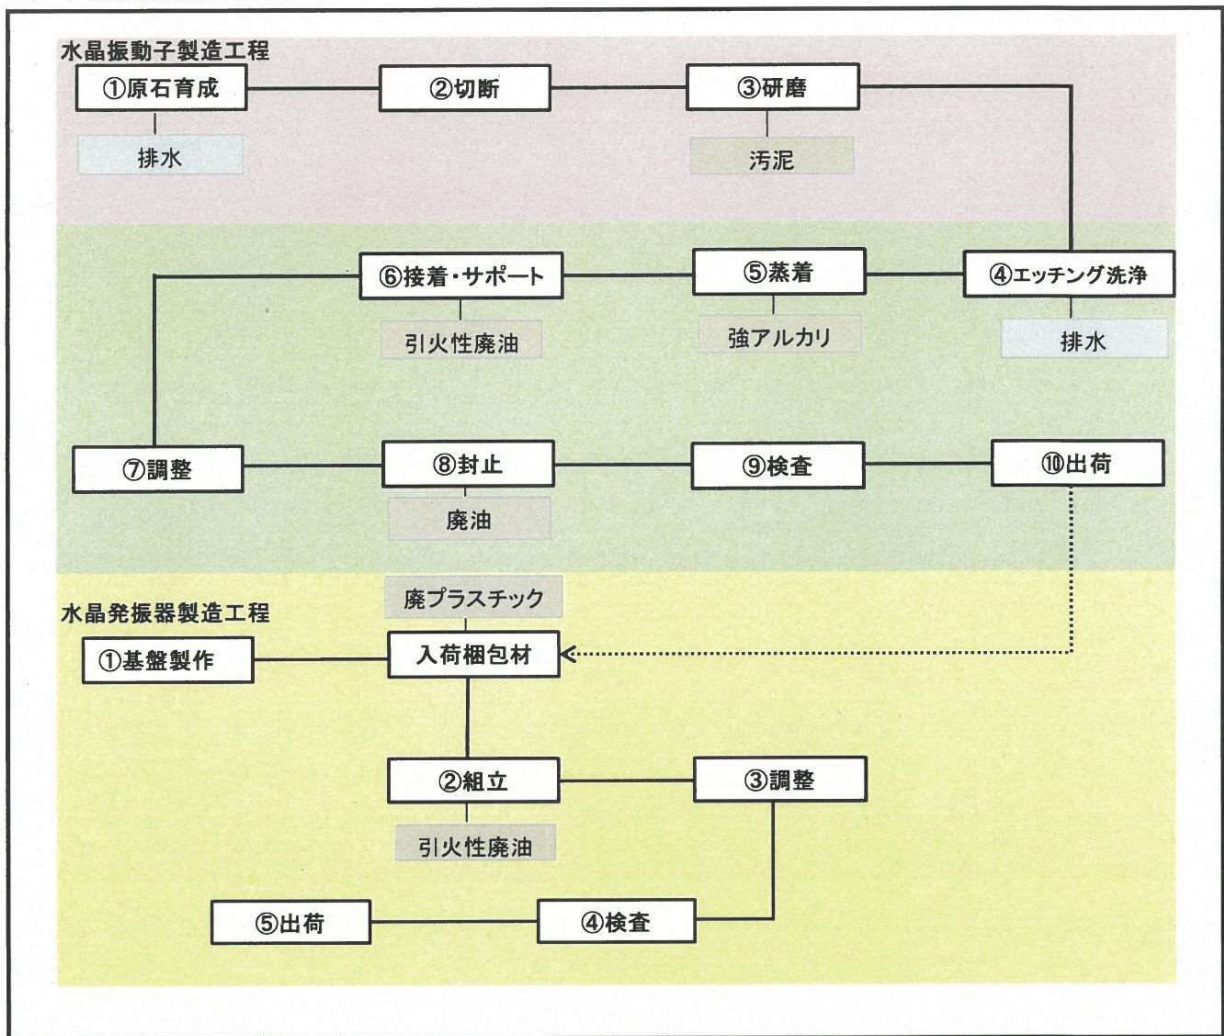 水晶振動子製造工程
①原石育成
②切断
③研磨
排水
汚泥
⑥接着・サポート
⑤蒸着
④エッチング洗浄
引火性廃油
強アルカリ
排水
⑦調整
⑧封止
⑨検査
⑩出荷
廃油
廃プラスチック
水晶発振器製造工程
①基盤製作
入荷梱包材
②組立
③調整
引火性廃油
⑤出荷
④検査